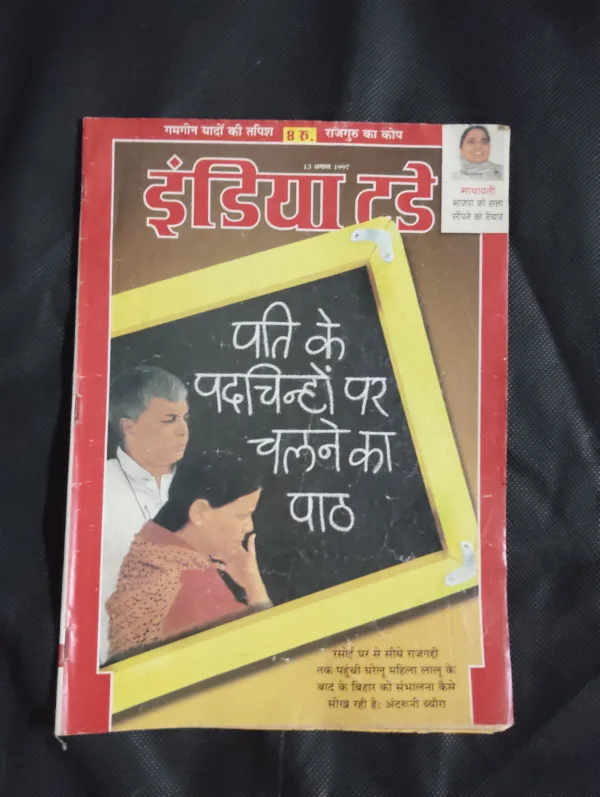 गमगीन यादों की तपिश 8 रु. राजगुरु का कोप
13 अगस्त 1997
इंडिया टुडे
मायावती
भाजपा को सत्ता
सौंपने को तैयार
पति के
पदचिन्हों पर
चलने का
पाठ
रसोई घर से सीधे राजगद्दी
तक पहुंची घरेलू महिला लालू के
बाद के बिहार को संभालना कैसे
सीख रही है: अंदरूनी ब्यौरा